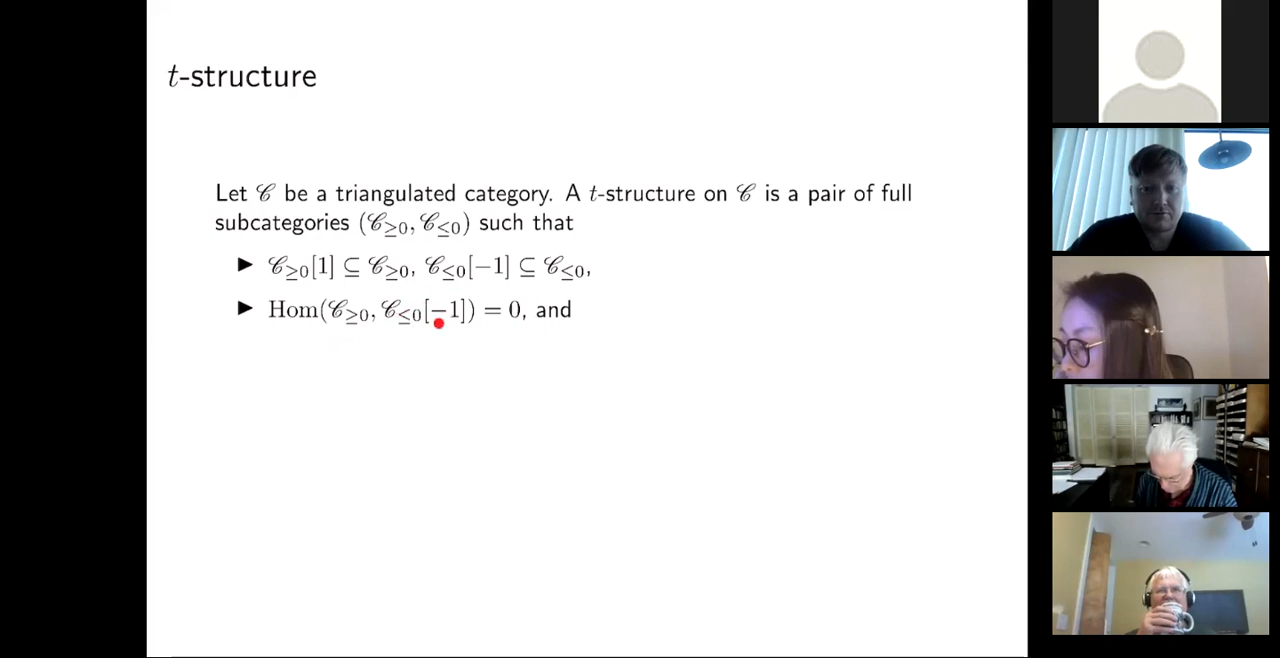 t-structure
Let 𝒞 be a triangulated category. A t-structure on 𝒞 is a pair of full
subcategories (𝒞≥0, 𝒞≤0) such that
▶ 𝒞≥0[1] ⊆ 𝒞≥0, 𝒞≤0[−1] ⊆ 𝒞≤0,
▶ Hom(𝒞≥0, 𝒞≤0[−1]) = 0, and